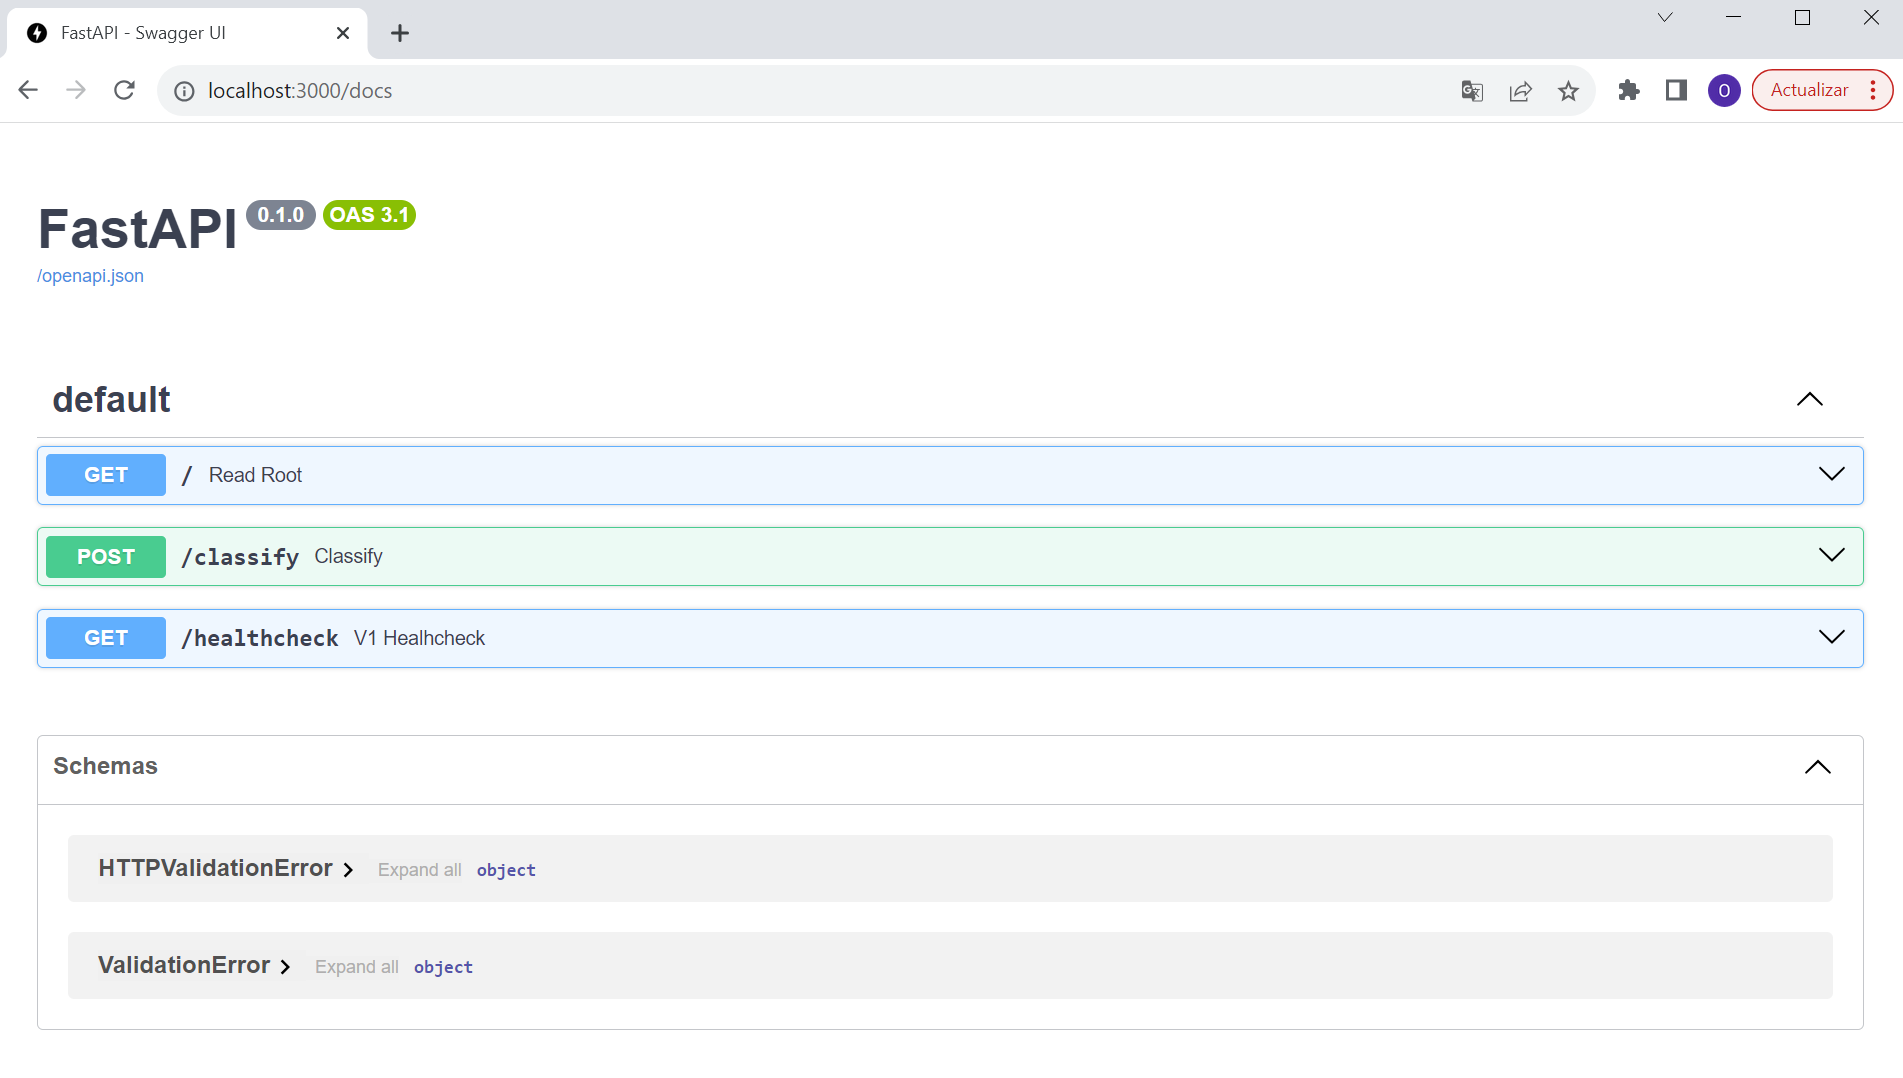 FastAPI - Swagger UI
localhost:3000/docs
O
Actualizar
FastAPI 0.1.0 OAS 3.1
/openapi.json
default
GET / Read Root
POST /classify Classify
GET /healthcheck V1 Healhcheck
Schemas
HTTPValidationError Expand all object
ValidationError Expand all object